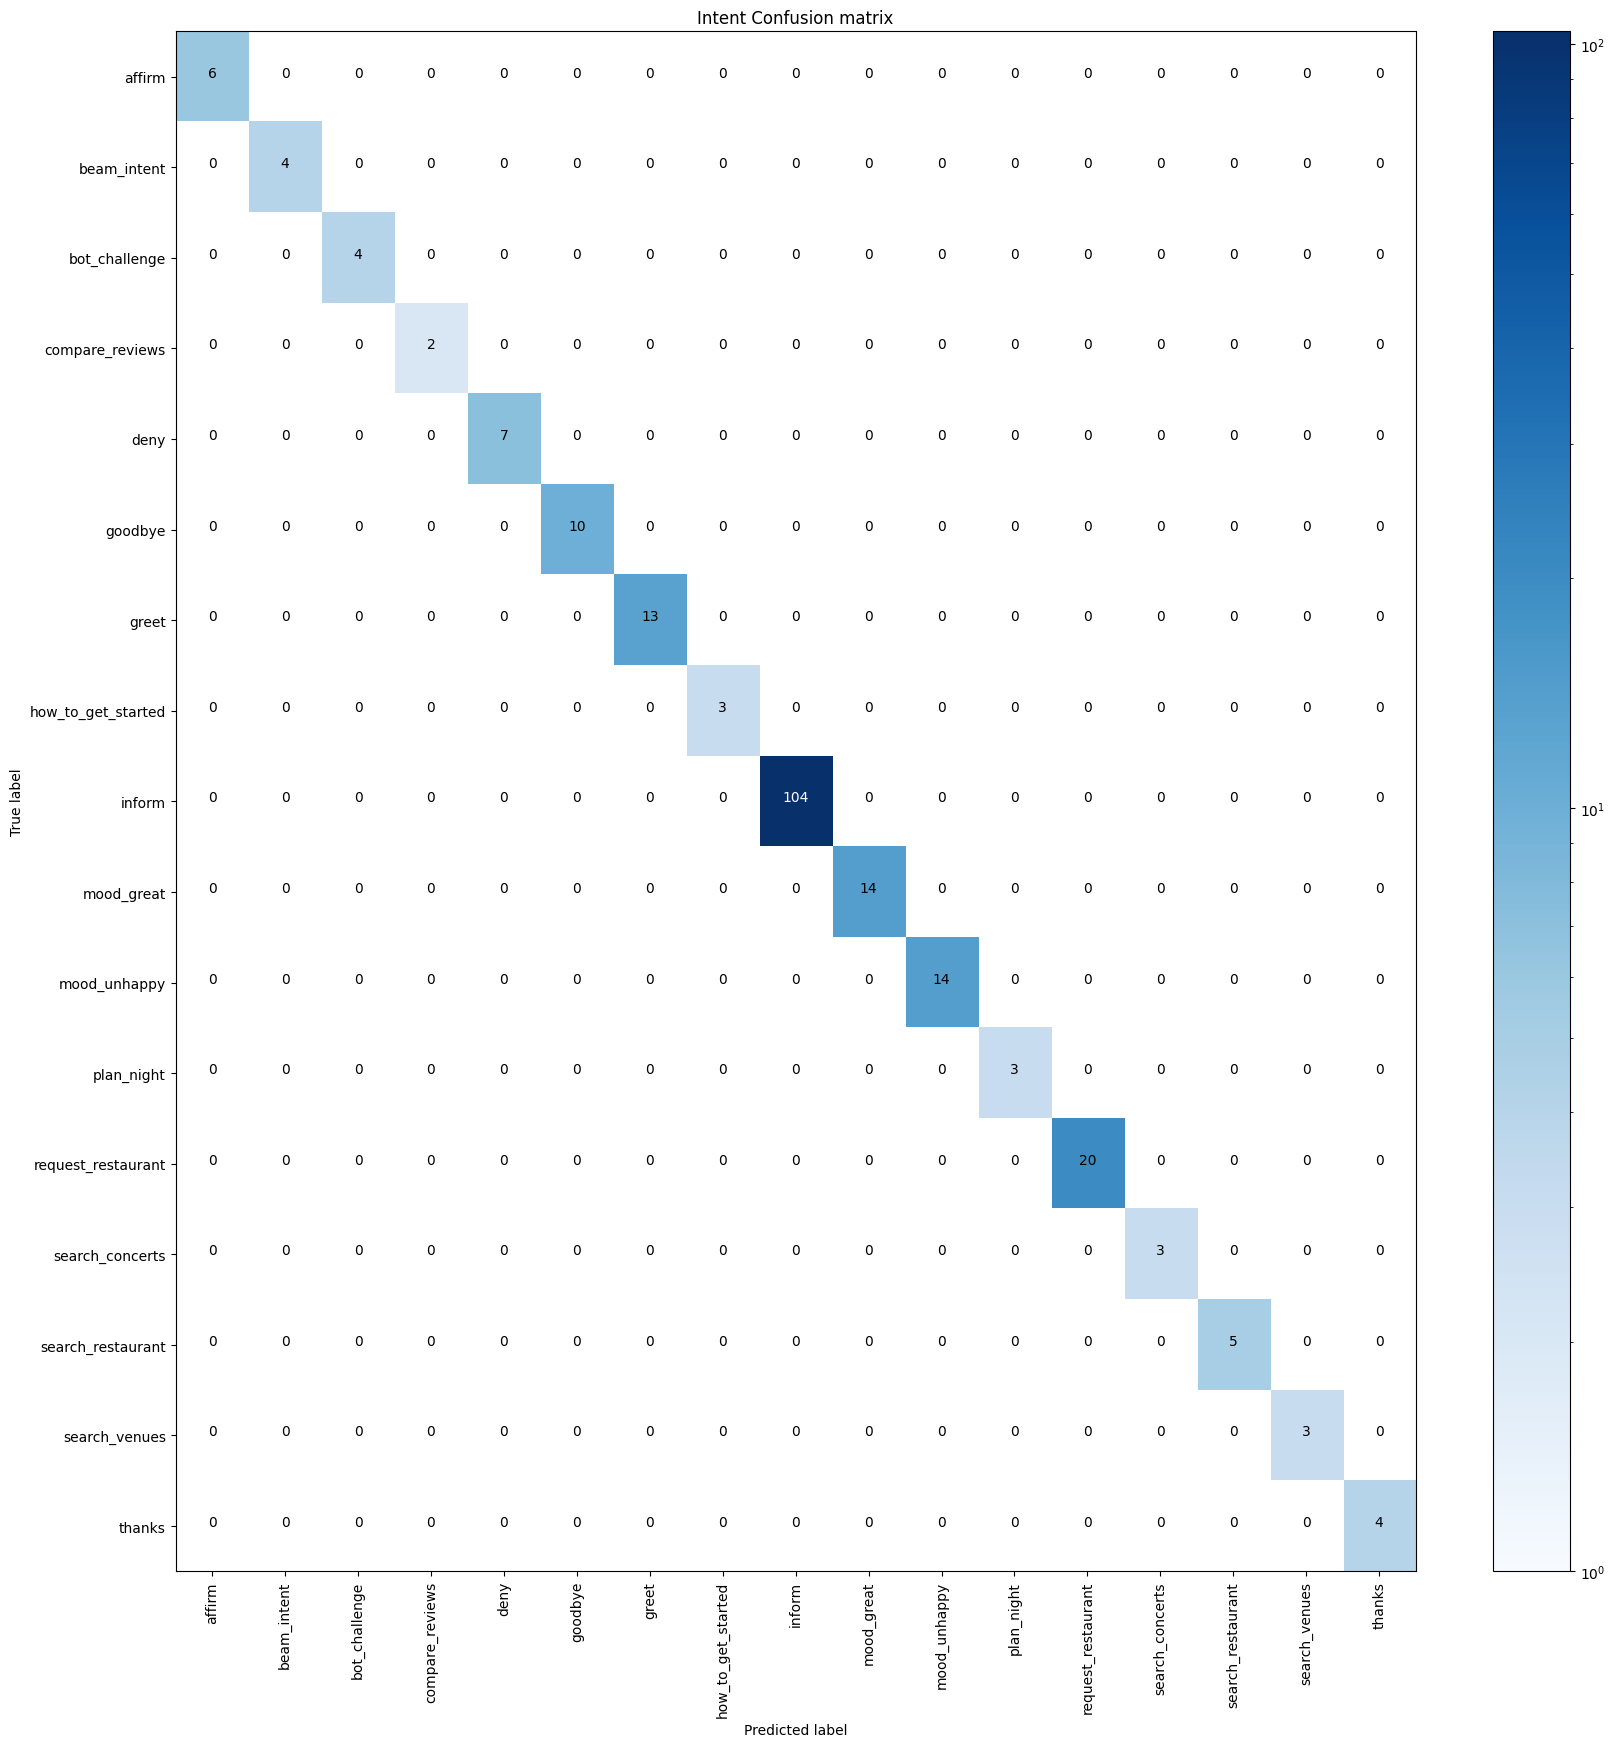 Intent Confusion matrix
affirm 6 0 0 0 0 0 0 0 0 0 0 0 0 0 0 0 0
beam_intent 0 4 0 0 0 0 0 0 0 0 0 0 0 0 0 0 0
bot_challenge 0 0 4 0 0 0 0 0 0 0 0 0 0 0 0 0 0
compare_reviews 0 0 0 2 0 0 0 0 0 0 0 0 0 0 0 0 0
deny 0 0 0 0 7 0 0 0 0 0 0 0 0 0 0 0 0
goodbye 0 0 0 0 0 10 0 0 0 0 0 0 0 0 0 0 0
greet 0 0 0 0 0 0 13 0 0 0 0 0 0 0 0 0 0
how_to_get_started 0 0 0 0 0 0 0 3 0 0 0 0 0 0 0 0 0
inform 0 0 0 0 0 0 0 0 104 0 0 0 0 0 0 0 0
mood_great 0 0 0 0 0 0 0 0 0 14 0 0 0 0 0 0 0
mood_unhappy 0 0 0 0 0 0 0 0 0 0 14 0 0 0 0 0 0
plan_night 0 0 0 0 0 0 0 0 0 0 0 3 0 0 0 0 0
request_restaurant 0 0 0 0 0 0 0 0 0 0 0 0 20 0 0 0 0
search_concerts 0 0 0 0 0 0 0 0 0 0 0 0 0 3 0 0 0
search_restaurant 0 0 0 0 0 0 0 0 0 0 0 0 0 0 5 0 0
search_venues 0 0 0 0 0 0 0 0 0 0 0 0 0 0 0 3 0
thanks 0 0 0 0 0 0 0 0 0 0 0 0 0 0 0 0 4
True label
affirm
beam_intent
bot_challenge
compare_reviews
deny
goodbye
greet
how_to_get_started
inform
mood_great
mood_unhappy
plan_night
request_restaurant
search_concerts
search_restaurant
search_venues
thanks
Predicted label
10²
10¹
10⁰